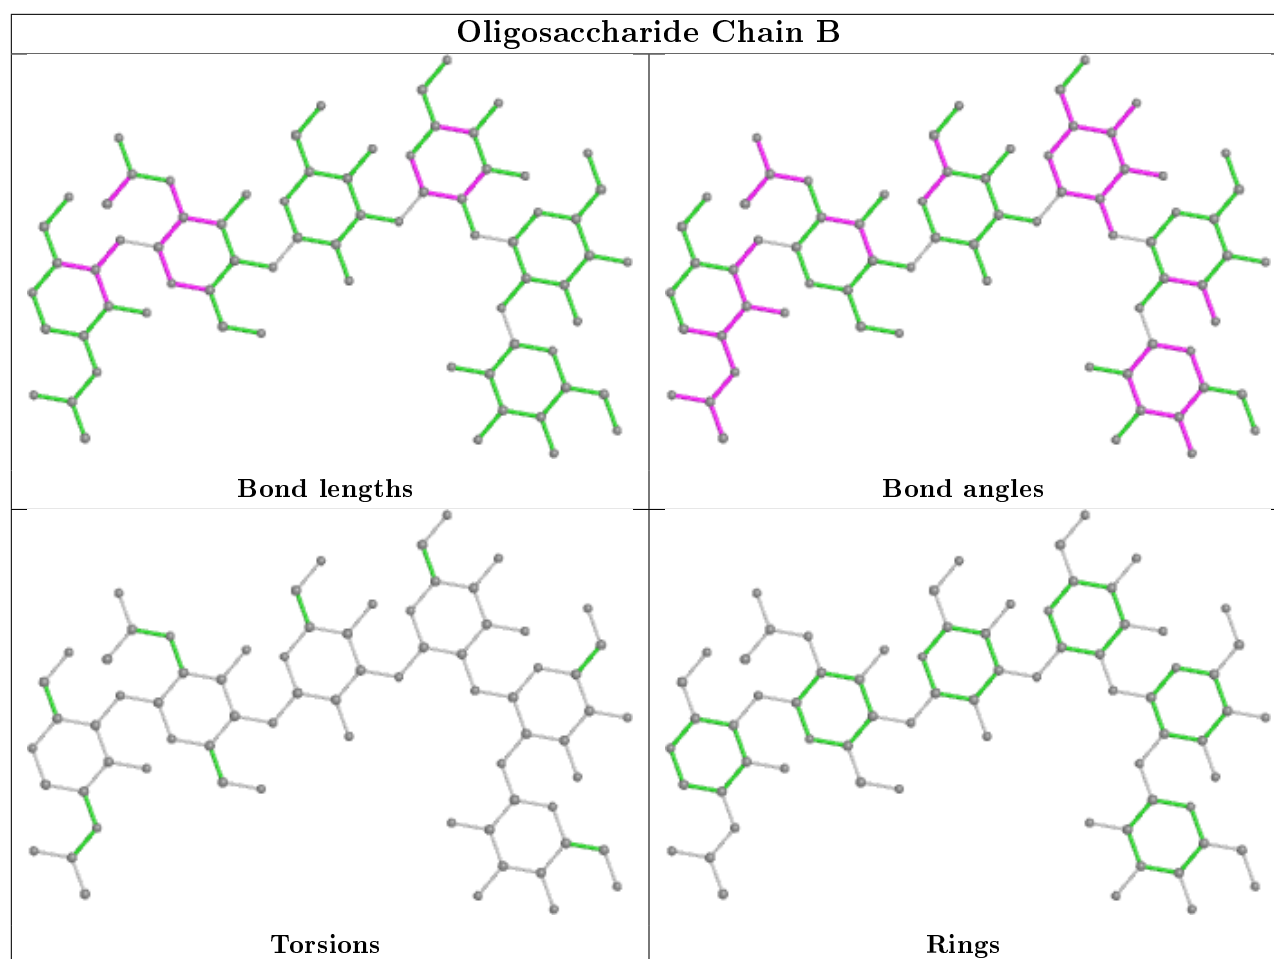 Oligosaccharide Chain B
Bond lengths
Bond angles
Torsions
Rings